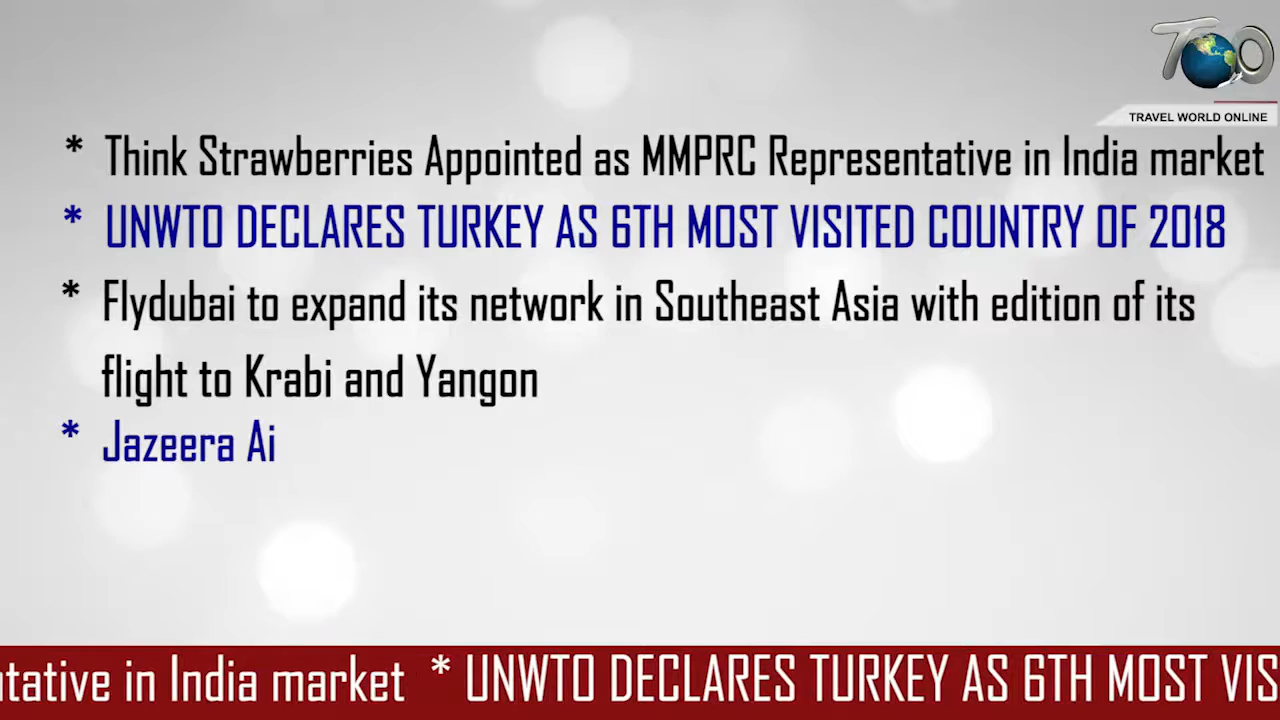 TWO
TRAVEL WORLD ONLINE
* Think Strawberries Appointed as MMPRC Representative in India market
* UNWTO DECLARES TURKEY AS 6TH MOST VISITED COUNTRY OF 2018
* Flydubai to expand its network in Southeast Asia with edition of its
flight to Krabi and Yangon
* Jazeera Ai
tative in India market * UNWTO DECLARES TURKEY AS 6TH MOST VIS